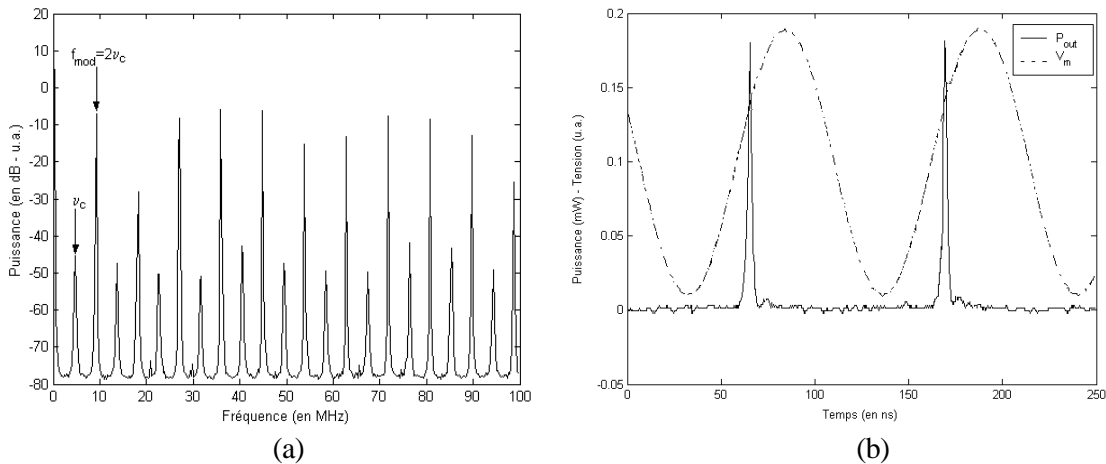 20
10
0
-10
-20
-30
-40
-50
-60
-70
-80
0 10 20 30 40 50 60 70 80 90 100
Puissance (en dB - u.a.)
Fréquence (en MHz)
f_mod=2ν_c
ν_c
(a)
0.2
0.15
0.1
0.05
0
-0.05
0 50 100 150 200 250
Puissance (mW) - Tension (u.a.)
Temps (en ns)
P_out
V_m
(b)